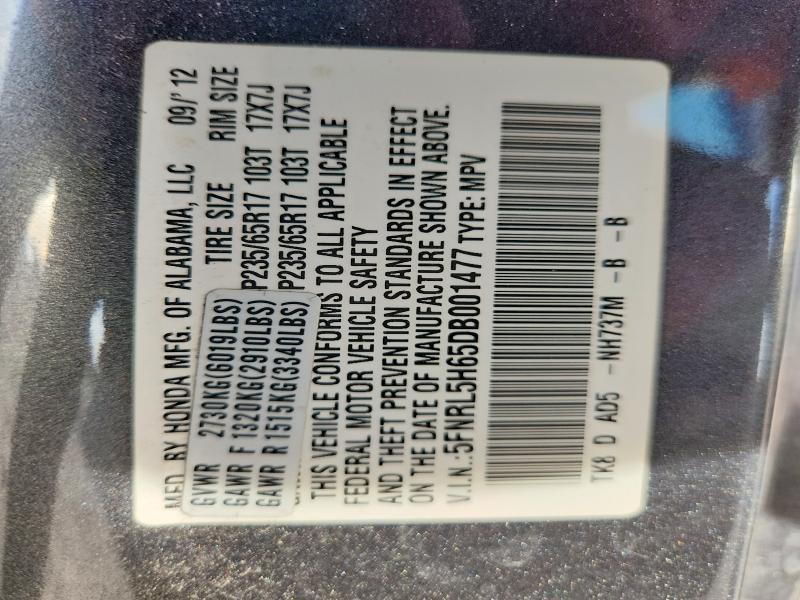 MFD. BY HONDA MFG. OF ALABAMA, LLC 09/'12
GVWR 2730KG(6019LBS) TIRE SIZE RIM SIZE
GAWR F 1320KG(2910LBS) P235/65R17 103T 17X7J
GAWR R 1515KG(3340LBS) P235/65R17 103T 17X7J
THIS VEHICLE CONFORMS TO ALL APPLICABLE
FEDERAL MOTOR VEHICLE SAFETY
AND THEFT PREVENTION STANDARDS IN EFFECT
ON THE DATE OF MANUFACTURE SHOWN ABOVE.
V.I.N.:5FNRL5H65DB001477 TYPE: MPV
TK8 D AD5 -NH737M -B -B